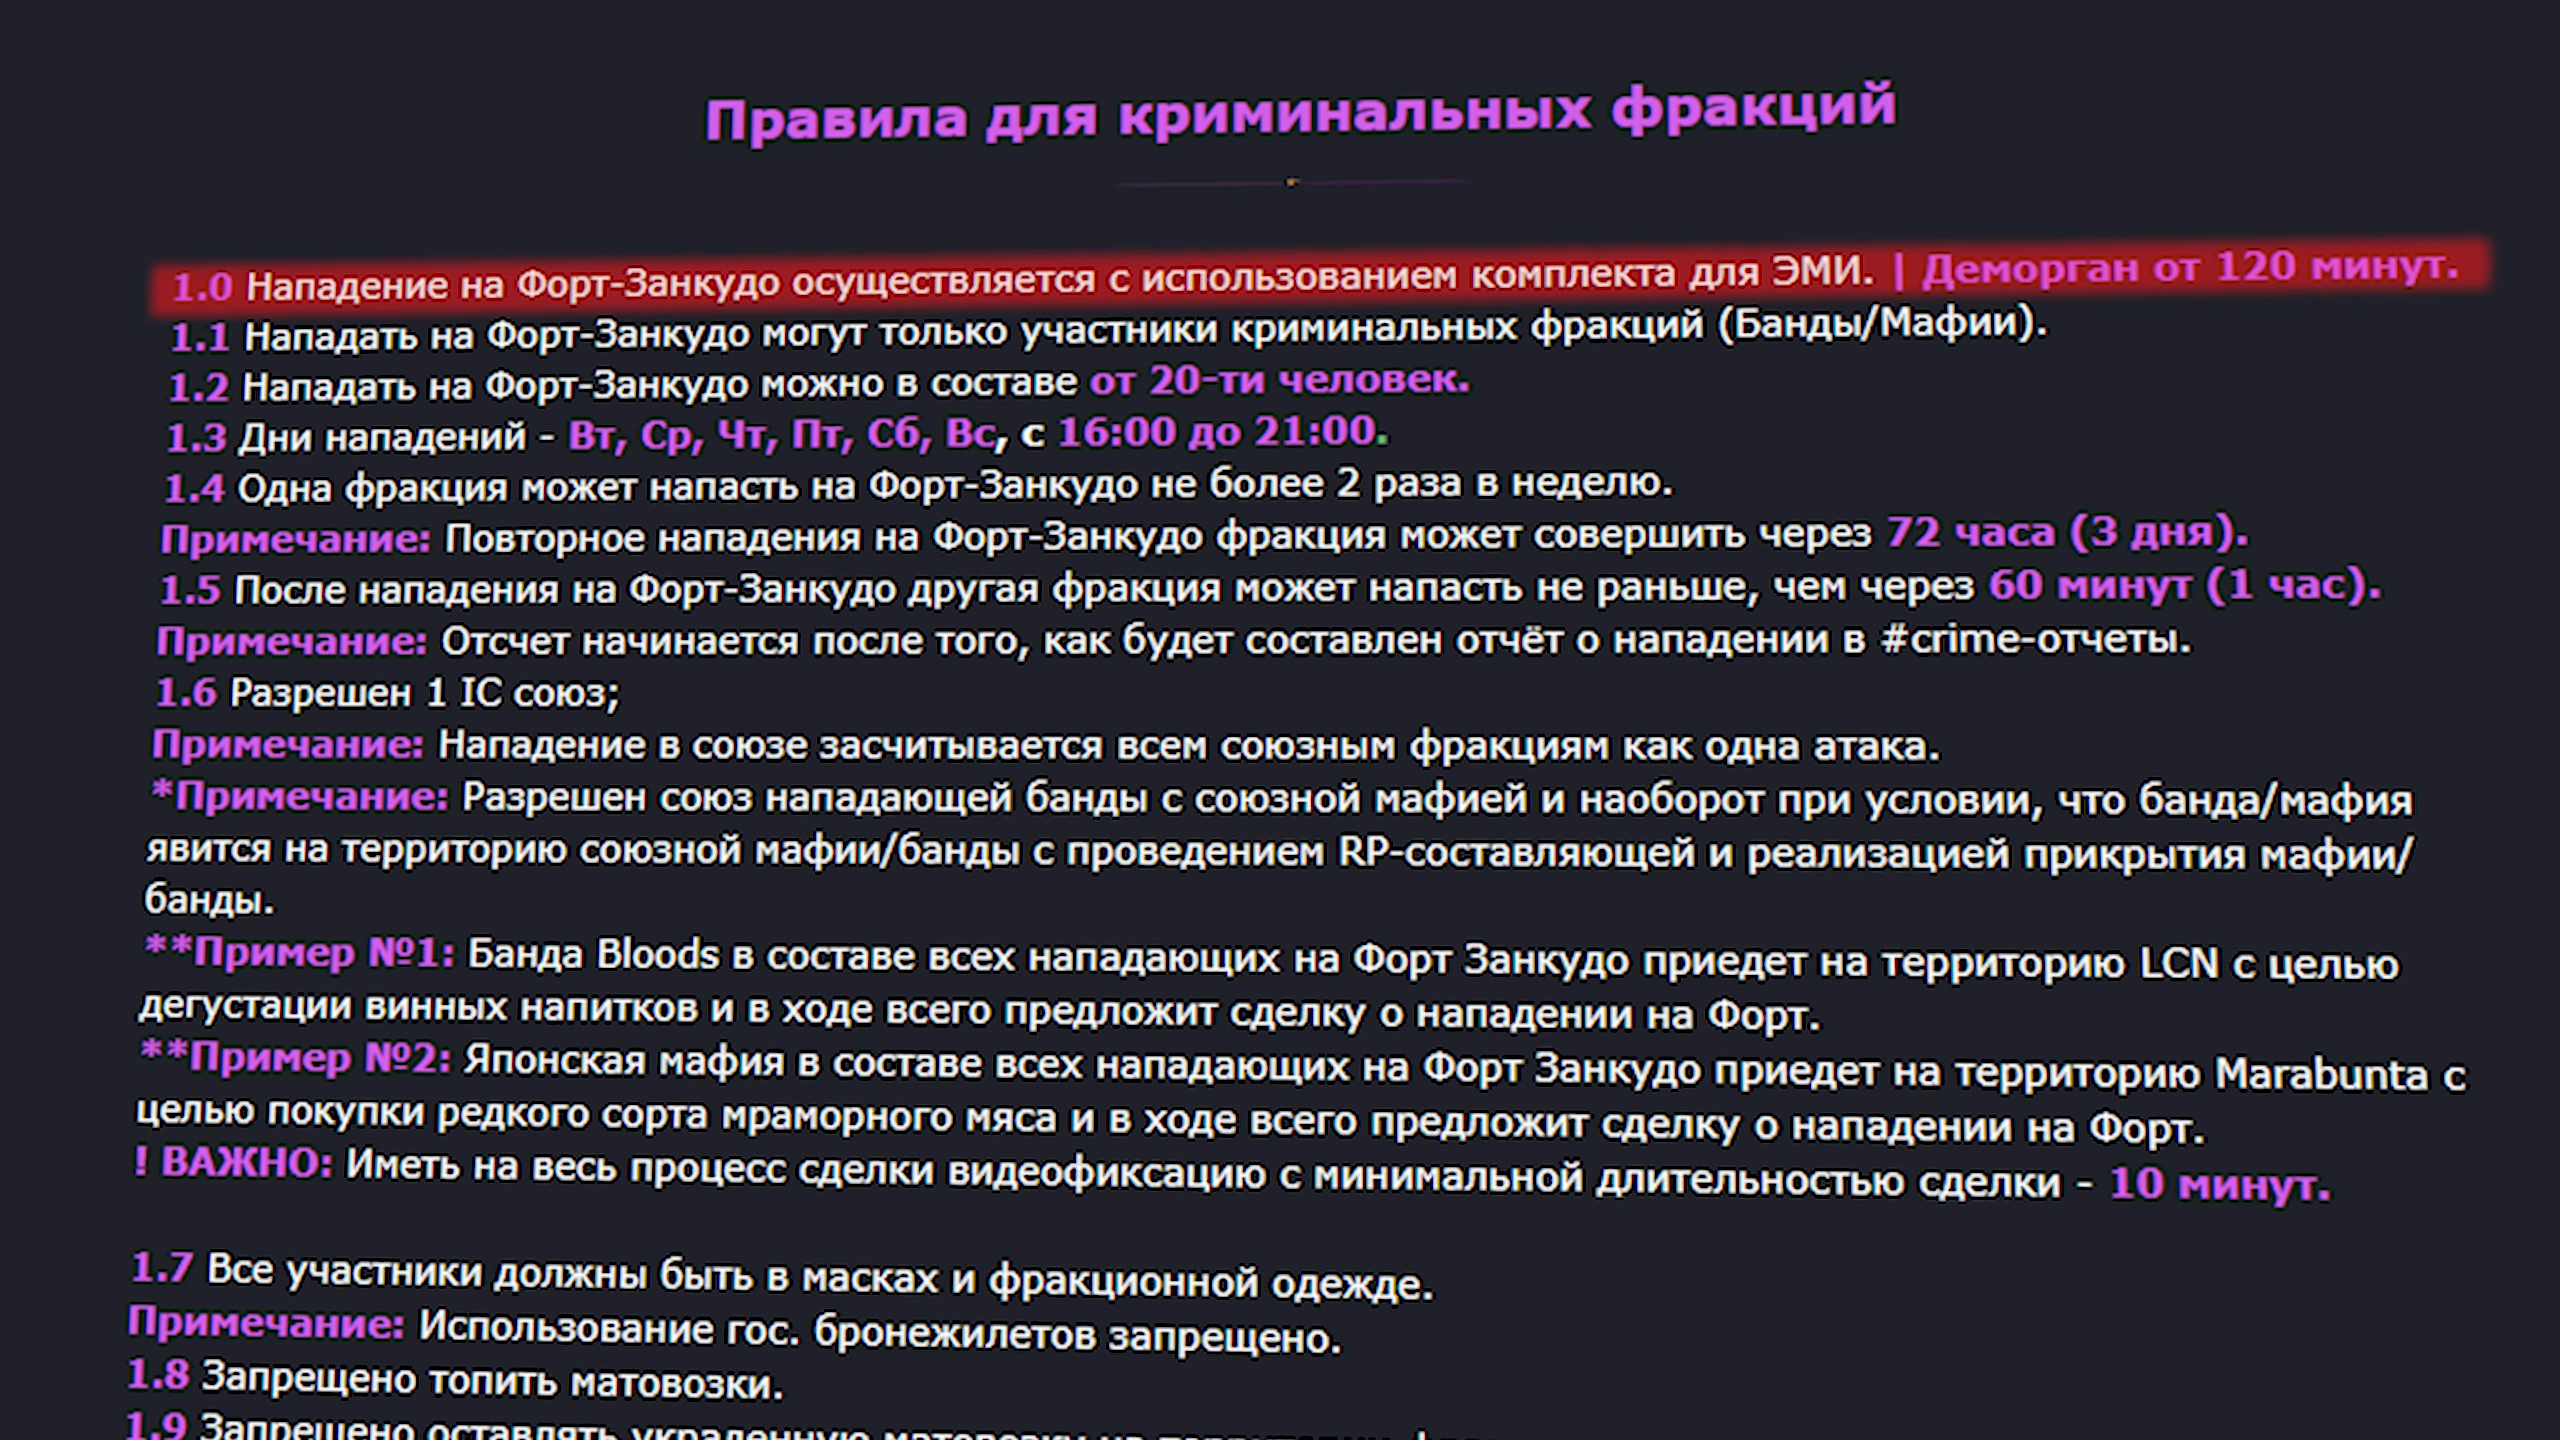 Правила для криминальных фракций
1.0 Нападение на Форт-Занкудо осуществляется с использованием комплекта для ЭМИ. | Деморган от 120 минут.
1.1 Нападать на Форт-Занкудо могут только участники криминальных фракций (Банды/Мафии).
1.2 Нападать на Форт-Занкудо можно в составе от 20-ти человек.
1.3 Дни нападений - Вт, Ср, Чт, Пт, Сб, Вс, с 16:00 до 21:00.
1.4 Одна фракция может напасть на Форт-Занкудо не более 2 раза в неделю.
Примечание: Повторное нападения на Форт-Занкудо фракция может совершить через 72 часа (3 дня).
1.5 После нападения на Форт-Занкудо другая фракция может напасть не раньше, чем через 60 минут (1 час).
Примечание: Отсчет начинается после того, как будет составлен отчёт о нападении в #crime-отчеты.
1.6 Разрешен 1 IC союз;
Примечание: Нападение в союзе засчитывается всем союзным фракциям как одна атака.
*Примечание: Разрешен союз нападающей банды с союзной мафией и наоборот при условии, что банда/мафия
явится на территорию союзной мафии/банды с проведением RP-составляющей и реализацией прикрытия мафии/
банды.
**Пример №1: Банда Bloods в составе всех нападающих на Форт Занкудо приедет на территорию LCN с целью
дегустации винных напитков и в ходе всего предложит сделку о нападении на Форт.
**Пример №2: Японская мафия в составе всех нападающих на Форт Занкудо приедет на территорию Marabunta с
целью покупки редкого сорта мраморного мяса и в ходе всего предложит сделку о нападении на Форт.
! ВАЖНО: Иметь на весь процесс сделки видеофиксацию с минимальной длительностью сделки - 10 минут.
1.7 Все участники должны быть в масках и фракционной одежде.
Примечание: Использование гос. бронежилетов запрещено.
1.8 Запрещено топить матовозки.
1.9 Запрещено оставлять украденную матовозку на территории